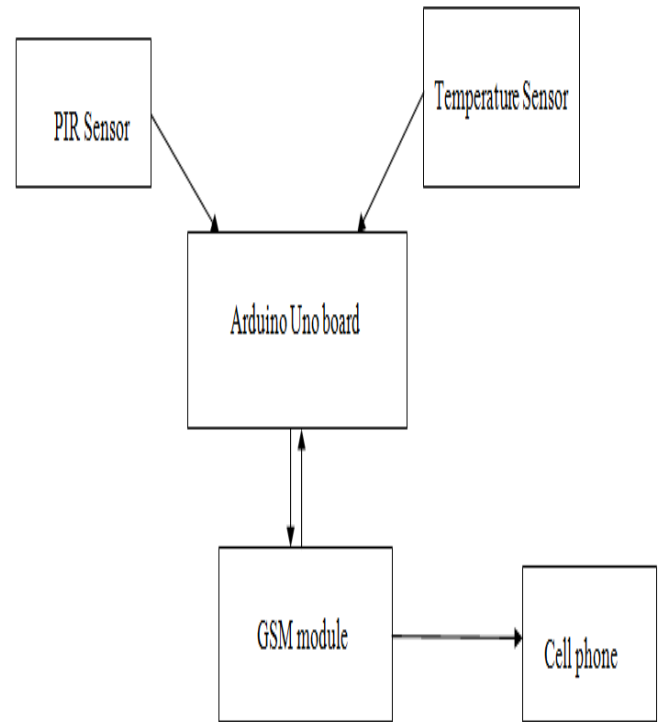 PIR Sensor
Temperature Sensor
Arduino Uno board
GSM module
Cell phone